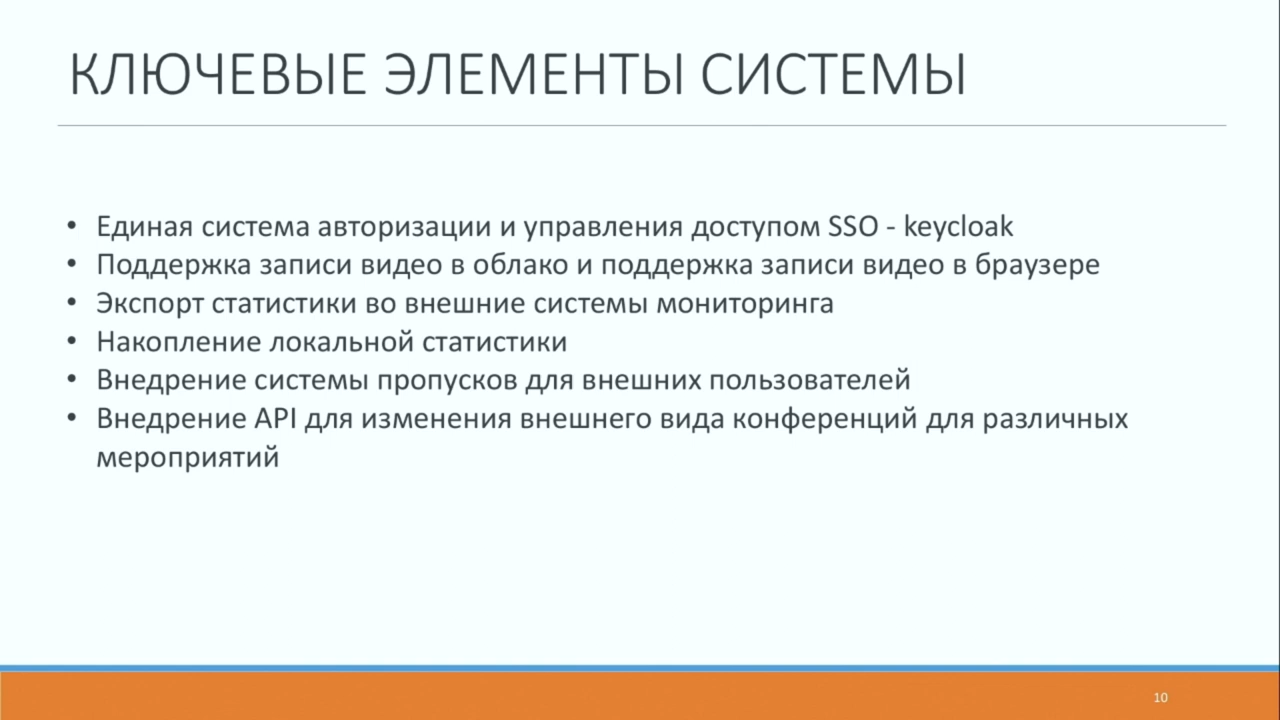 КЛЮЧЕВЫЕ ЭЛЕМЕНТЫ СИСТЕМЫ
• Единая система авторизации и управления доступом SSO - keycloak
• Поддержка записи видео в облако и поддержка записи видео в браузере
• Экспорт статистики во внешние системы мониторинга
• Накопление локальной статистики
• Внедрение системы пропусков для внешних пользователей
• Внедрение API для изменения внешнего вида конференций для различных
мероприятий
10